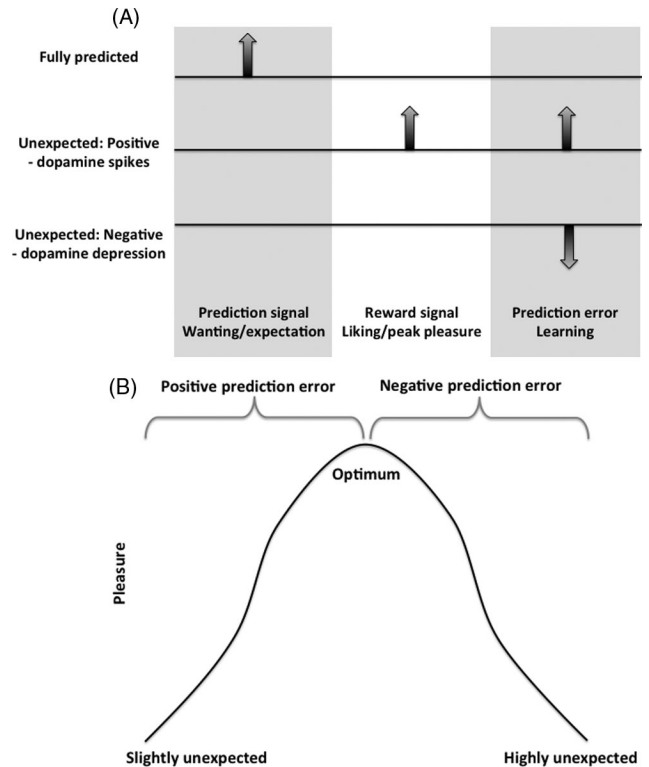 (A)
Fully predicted
Unexpected: Positive
- dopamine spikes
Unexpected: Negative
- dopamine depression
Prediction signal
Wanting/expectation
Reward signal
Liking/peak pleasure
Prediction error
Learning
(B)
Positive prediction error
Negative prediction error
Optimum
Pleasure
Slightly unexpected
Highly unexpected